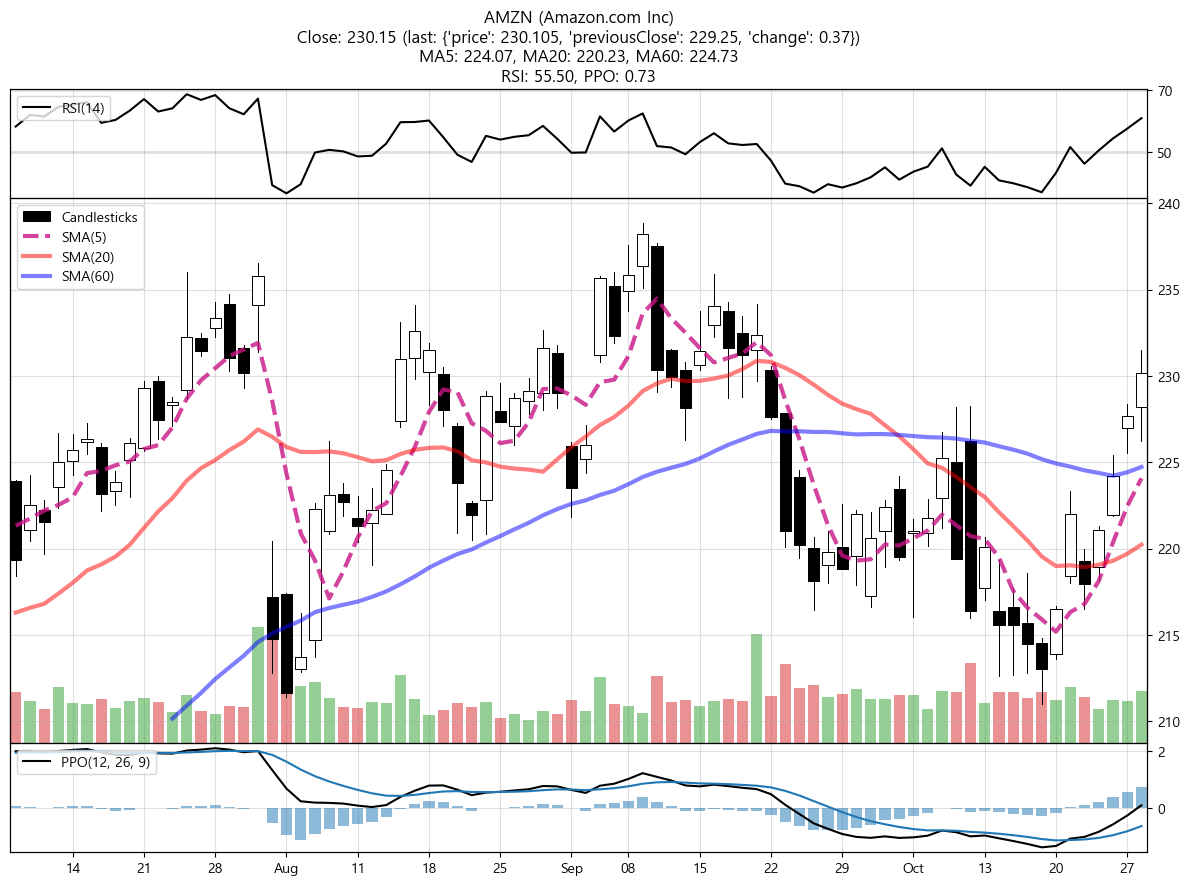 AMZN (Amazon.com Inc)
Close: 230.15 (last: {'price': 230.105, 'previousClose': 229.25, 'change': 0.37})
MA5: 224.07, MA20: 220.23, MA60: 224.73
RSI: 55.50, PPO: 0.73
RSI(14)
70
50
Candlesticks
SMA(5)
SMA(20)
SMA(60)
240
235
230
225
220
215
210
PPO(12, 26, 9)
2
0
14 21 28 Aug 11 18 25 Sep 08 15 22 29 Oct 13 20 27